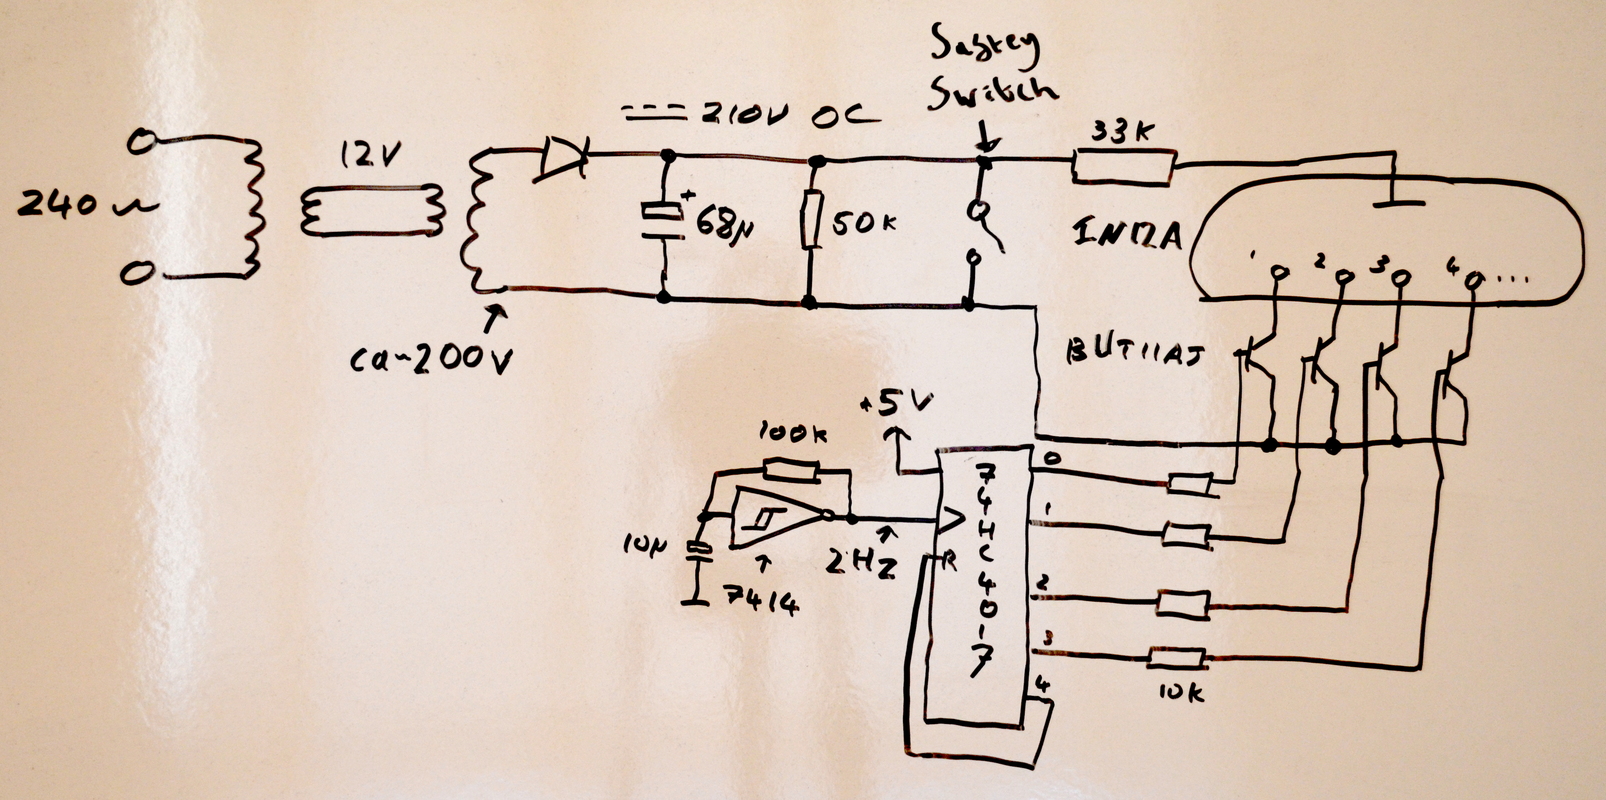 Safety
Switch
240 ~
12V
210V DC
68µ
50k
33k
IN12A
1 2 3 4 ....
ca~200V
BUT11AJ
+5V
100k
10µ
7414
2Hz
R
74HC4017
0
1
2
3
4
10k